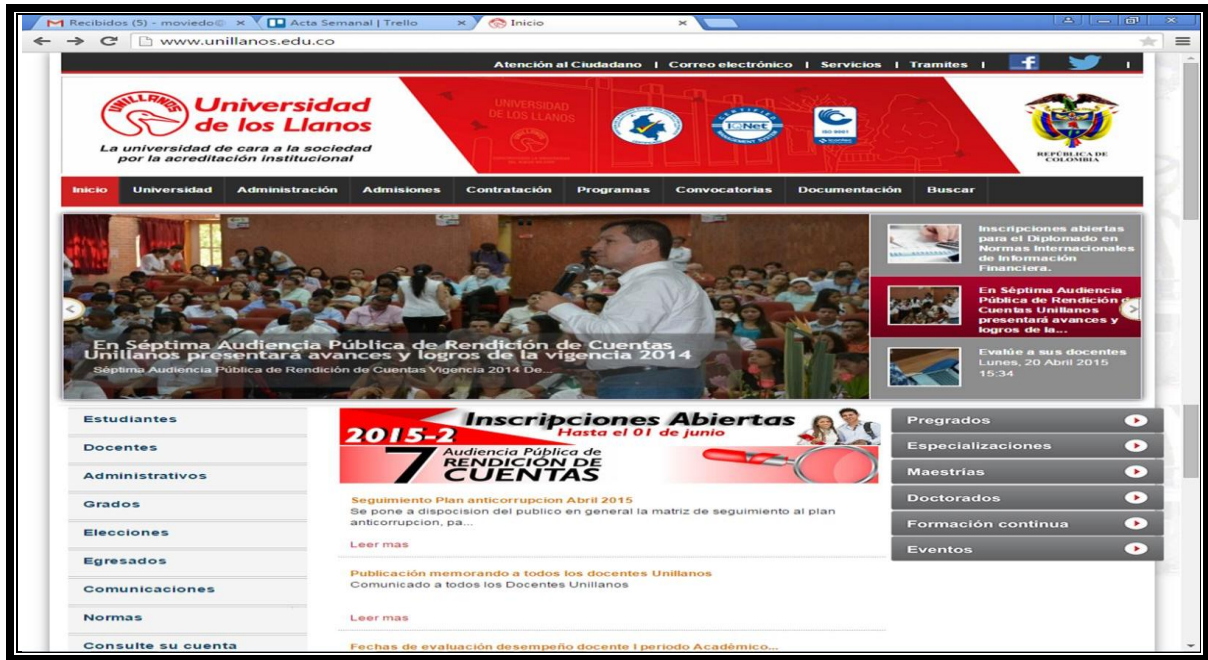 Recibidos (5) - moviedo@
Acta Semanal | Trello
Inicio
www.unillanos.edu.co
Atención al Ciudadano | Correo electrónico | Servicios | Tramites |
UNILLANOS
Universidad
de los Llanos
La universidad de cara a la sociedad
por la acreditación institucional
UNIVERSIDAD
DE LOS LLANOS
CERTIFIED
IQNet
MANAGEMENT SYSTEM
ISO 9001
REPÚBLICA DE
COLOMBIA
Inicio Universidad Administración Admisiones Contratación Programas Convocatorias Documentación Buscar
En Séptima Audiencia Pública de Rendición de Cuentas
Unillanos presentará avances y logros de la vigencia 2014
Séptima Audiencia Pública de Rendición de Cuentas Vigencia 2014 De...
Inscripciones abiertas
para el Diplomado en
Normas Internacionales
de Información
Financiera.
En Séptima Audiencia
Pública de Rendición de
Cuentas Unillanos
presentará avances y
logros de la...
Evalúe a sus docentes
Lunes, 20 Abril 2015
15:34
Estudiantes
Docentes
Administrativos
Grados
Elecciones
Egresados
Comunicaciones
Normas
Consulte su cuenta
2015-2
Inscripciones Abiertas
Hasta el 01 de junio
7
Audiencia Pública de
RENDICIÓN DE
CUENTAS
Seguimiento Plan anticorrupcion Abril 2015
Se pone a disposcion del publico en general la matriz de seguimiento al plan
anticorrupcion, pa...
Leer mas
Publicación memorando a todos los docentes Unillanos
Comunicado a todos los Docentes Unillanos
Leer mas
Fechas de evaluación desempeño docente I periodo Académico...
Pregrados
Especializaciones
Maestrías
Doctorados
Formación continua
Eventos